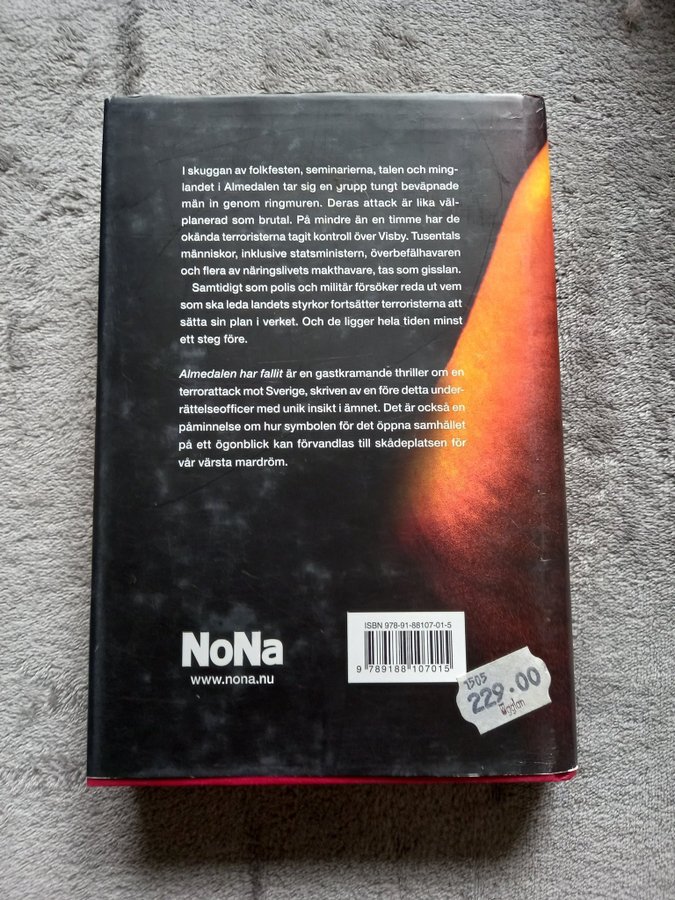 I skuggan av folkfesten, seminarierna, talen och ming-
landet i Almedalen tar sig en grupp tungt beväpnade
män in genom ringmuren. Deras attack är lika väl-
planerad som brutal. På mindre än en timme har de
okända terroristerna tagit kontroll över Visby. Tusentals
människor, inklusive statsministern, överbefälhavaren
och flera av näringslivets makthavare, tas som gisslan.
Samtidigt som polis och militär försöker reda ut vem
som ska leda landets styrkor fortsätter terroristerna att
sätta sin plan i verket. Och de ligger hela tiden minst
ett steg före.
Almedalen har fallit är en gastkramande thriller om en
terrorattack mot Sverige, skriven av en före detta under-
rättelseofficer med unik insikt i ämnet. Det är också en
påminnelse om hur symbolen för det öppna samhället
på ett ögonblick kan förvandlas till skådeplatsen för
vår värsta mardröm.
NoNa
www.nona.nu
ISBN 978-91-88107-01-5
9 789188 107015
1505
229.00
Ugglan